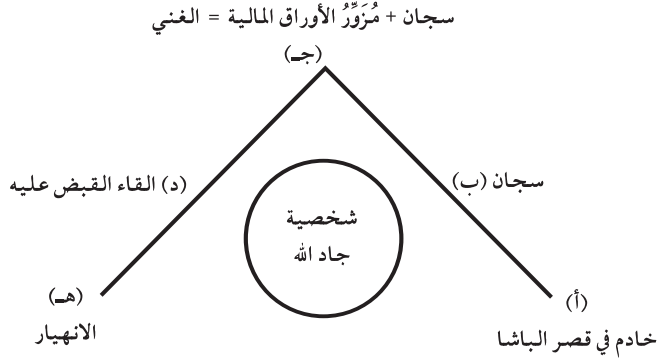 سجان + مُزَوِّرُ الأوراق المالية = الغني
(جـ)
سجان (ب)
(د) القاء القبض عليه
شخصية
جاد الله
(أ)
(هـ)
خادم في قصر الباشا
الانهيار